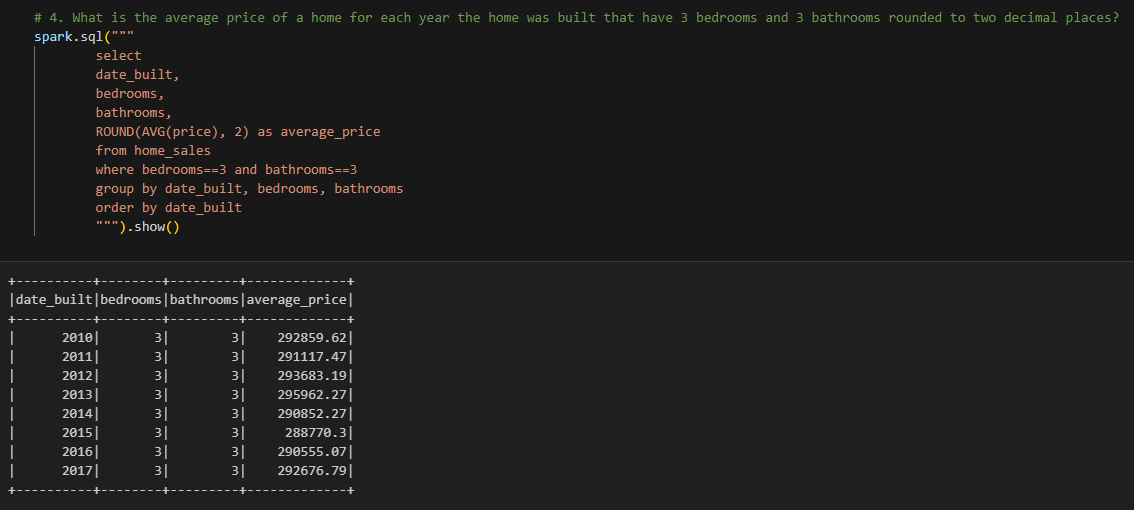 # 4. What is the average price of a home for each year the home was built that have 3 bedrooms and 3 bathrooms rounded to two decimal places?
spark.sql("""
        select
        date_built,
        bedrooms,
        bathrooms,
        ROUND(AVG(price), 2) as average_price
        from home_sales
        where bedrooms==3 and bathrooms==3
        group by date_built, bedrooms, bathrooms
        order by date_built
        """).show()
+----------+--------+---------+-------------+
|date_built|bedrooms|bathrooms|average_price|
+----------+--------+---------+-------------+
|      2010|       3|        3|    292859.62|
|      2011|       3|        3|    291117.47|
|      2012|       3|        3|    293683.19|
|      2013|       3|        3|    295962.27|
|      2014|       3|        3|    290852.27|
|      2015|       3|        3|     288770.3|
|      2016|       3|        3|    290555.07|
|      2017|       3|        3|    292676.79|
+----------+--------+---------+-------------+